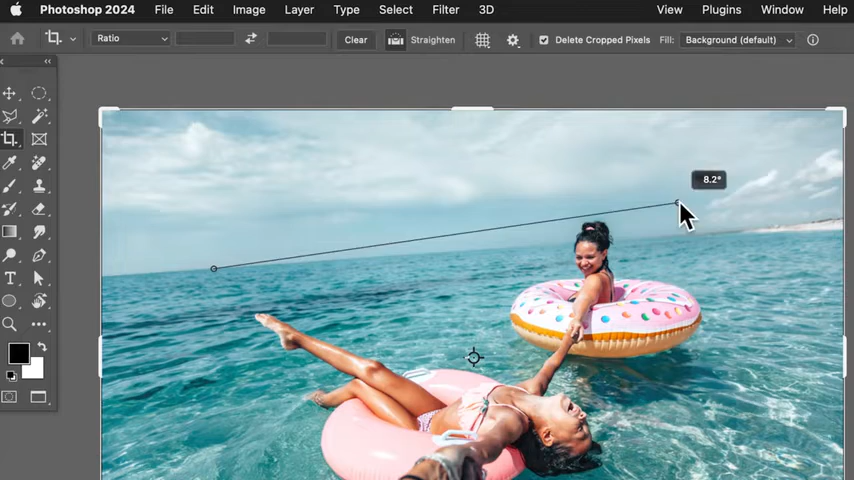 Photoshop 2024 File Edit Image Layer Type Select Filter 3D View Plugins Window Help
Ratio Clear Straighten Delete Cropped Pixels Fill: Background (default)
8.2°